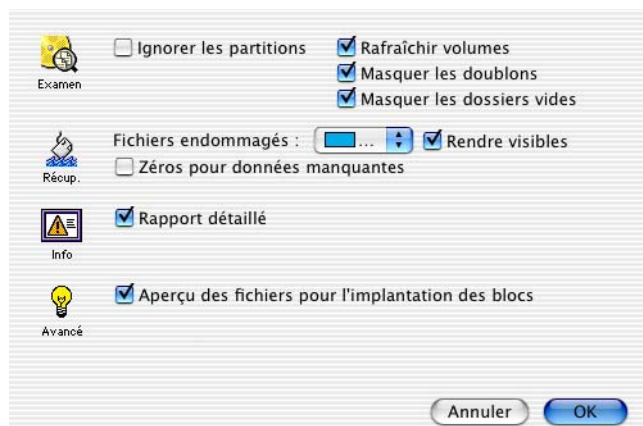 Ignorer les partitions
Rafraîchir volumes
Masquer les doublons
Masquer les dossiers vides
Examen
Fichiers endommagés :
...
Rendre visibles
Zéros pour données manquantes
Récup.
Rapport détaillé
Info
Aperçu des fichiers pour l'implantation des blocs
Avancé
Annuler
OK